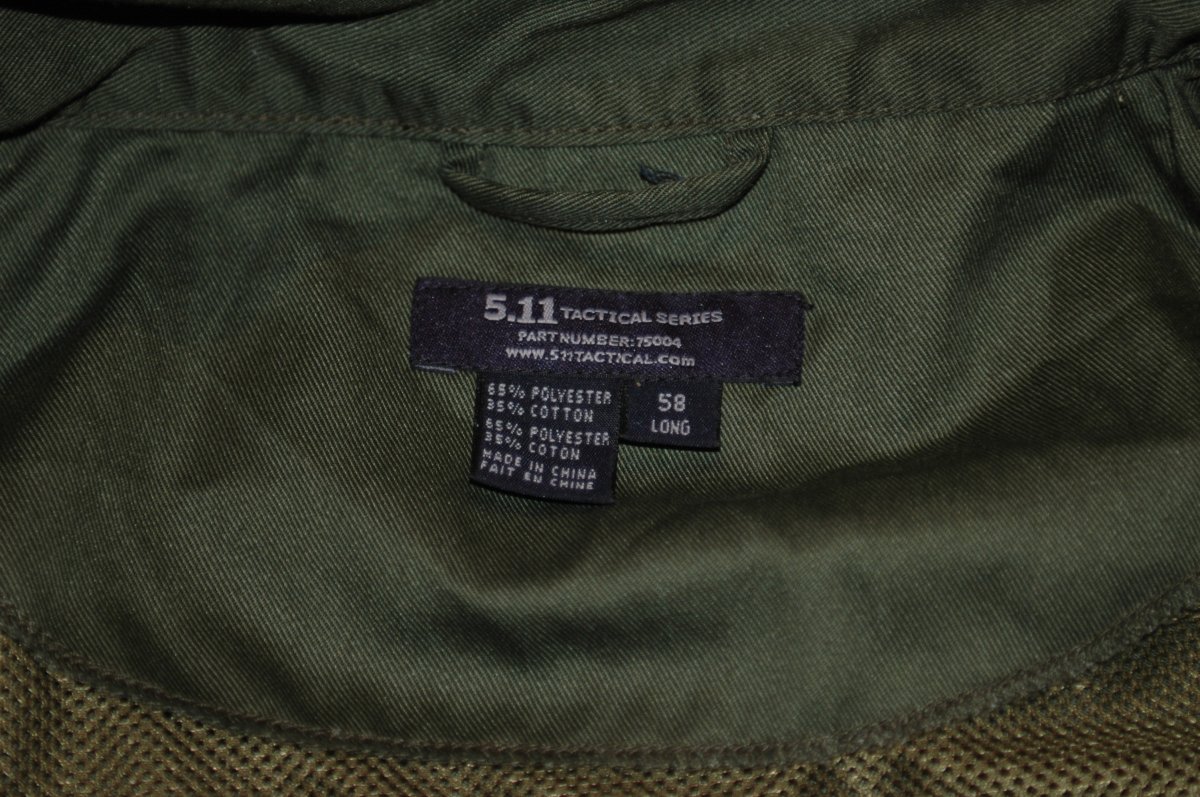 5.11 TACTICAL SERIES
PART NUMBER: 75004
www.511TACTICAL.com
65% POLYESTER
35% COTTON
65% POLYESTER
35% COTON
MADE IN CHINA
FAIT EN CHINE
58
LONG